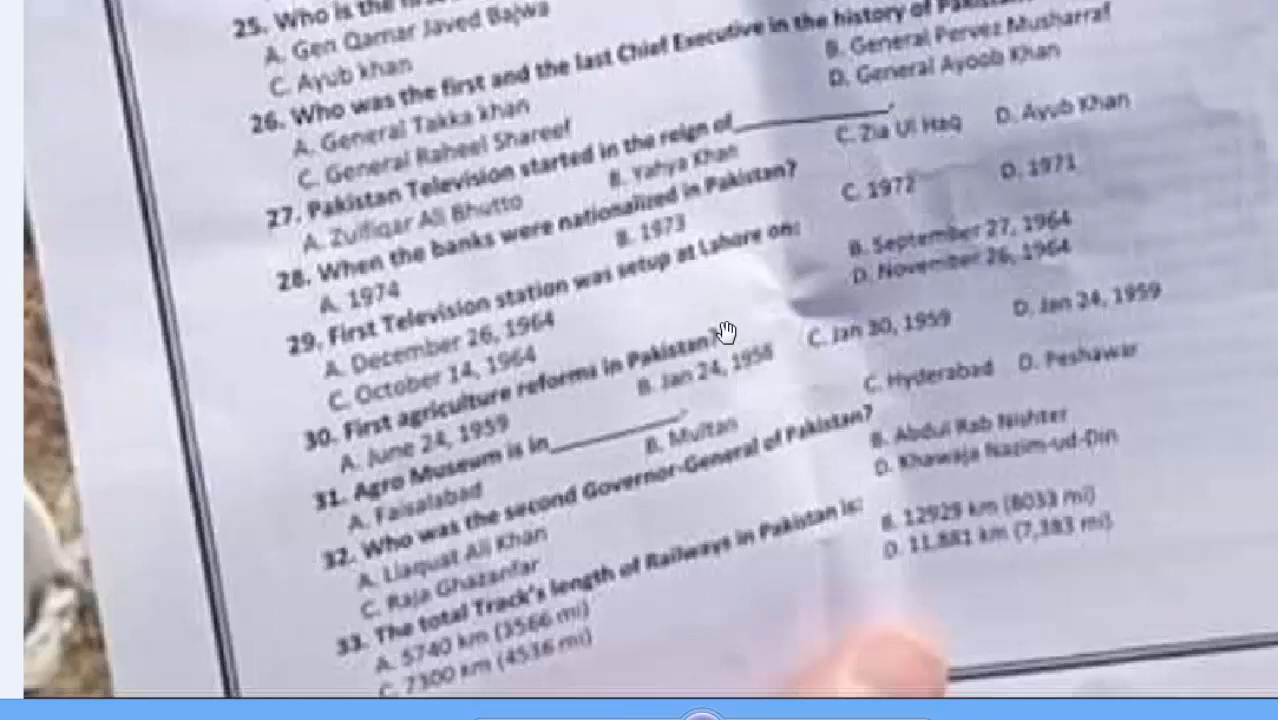 25. Who is the
A. Gen Qamar Javed Bajwa
C. Ayub khan
26. Who was the first and the last Chief Executive in the history of
A. General Takka khan B. General Pervez Musharraf
C. General Raheel Shareef D. General Ayoob Khan
27. Pakistan Television started in the reign of__________.
A. Zulfiqar Ali Bhutto B. Yahya Khan C. Zia Ul Haq D. Ayub Khan
28. When the banks were nationalized in Pakistan?
A. 1974 B. 1973 C. 1972 D. 1971
29. First Television station was setup at Lahore on:
A. December 26, 1964 B. September 27, 1964
C. October 14, 1964 D. November 26, 1964
30. First agriculture reforms in Pakistan?
A. June 24, 1959 B. Jan 24, 1958 C. Jan 30, 1959 D. Jan 24, 1959
31. Agro Museum is in__________.
A. Faisalabad B. Multan C. Hyderabad D. Peshawar
32. Who was the second Governor-General of Pakistan?
A. Liaquat Ali Khan B. Abdul Rab Nishter
C. Raja Ghazanfar D. Khawaja Nazim-ud-Din
33. The total Track's length of Railways in Pakistan is:
A. 5740 km (3566 mi) B. 12929 km (8033 mi)
C. 7300 km (4536 mi) D. 11,881 km (7,383 mi)